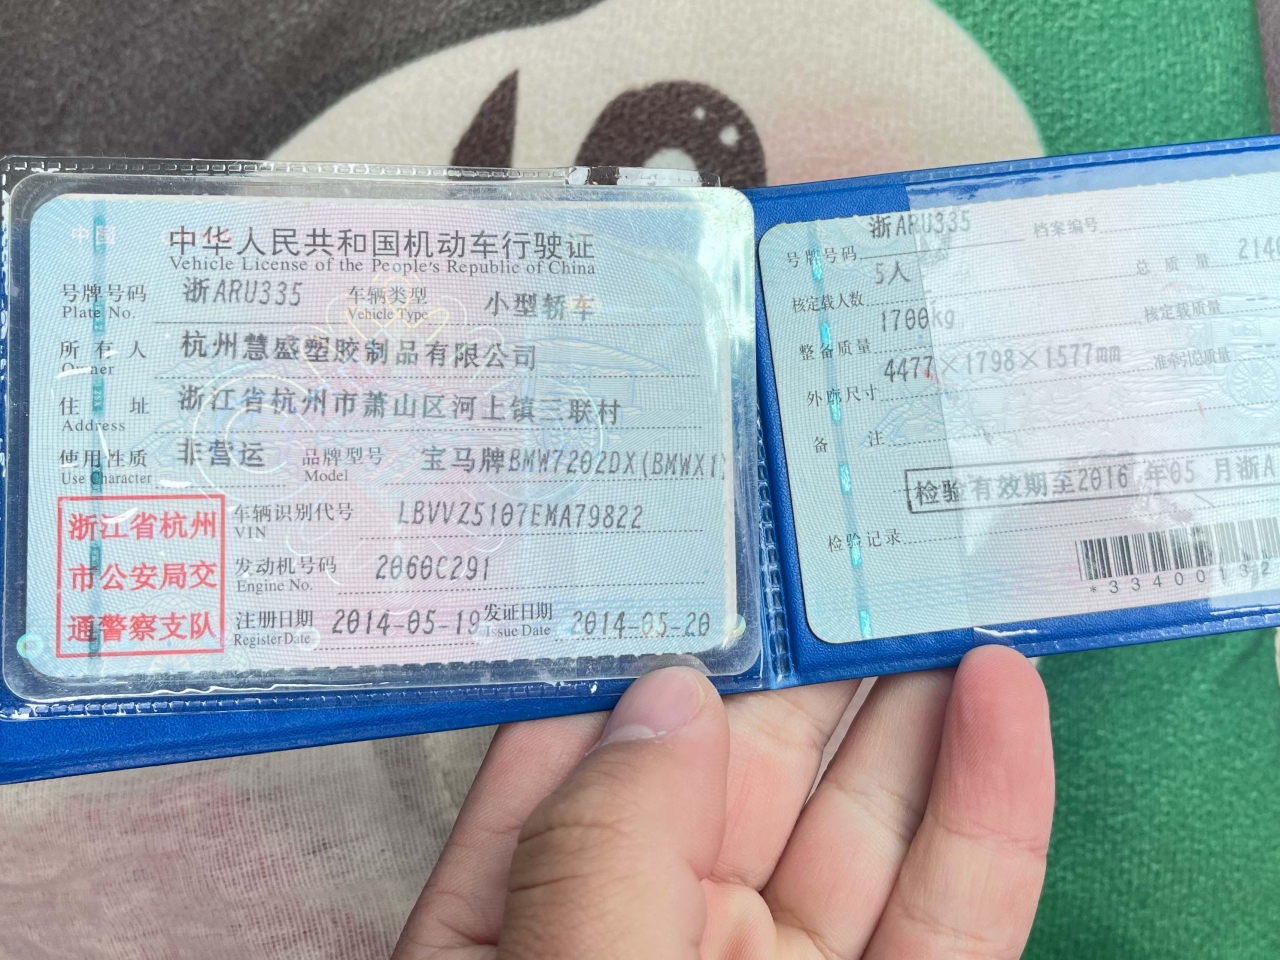 中华人民共和国机动车行驶证
Vehicle License of the People's Republic of China
号牌号码 浙ARU335 车辆类型 小型轿车
Plate No. Vehicle Type
所有人 杭州慧盛塑胶制品有限公司
Owner
住址 浙江省杭州市萧山区河上镇三联村
Address
使用性质 非营运 品牌型号 宝马牌BMW7202DX(BMWX1
Use Character Model
浙江省杭州
市公安局交
通警察支队
车辆识别代号 LBVVZ5107EMA79822
VIN
发动机号码 2060C291
Engine No.
注册日期 2014-05-19 发证日期 2014-05-20
Register Date Issue Date
号牌号码 浙ARU335 档案编号
核定载人数 5人 总质量 214
整备质量 1700kg 核定载质量 --
外廓尺寸 4477×1798×1577mm 准牵引总质量
备注
检验记录 检验有效期至2016年05月浙A
*33400132